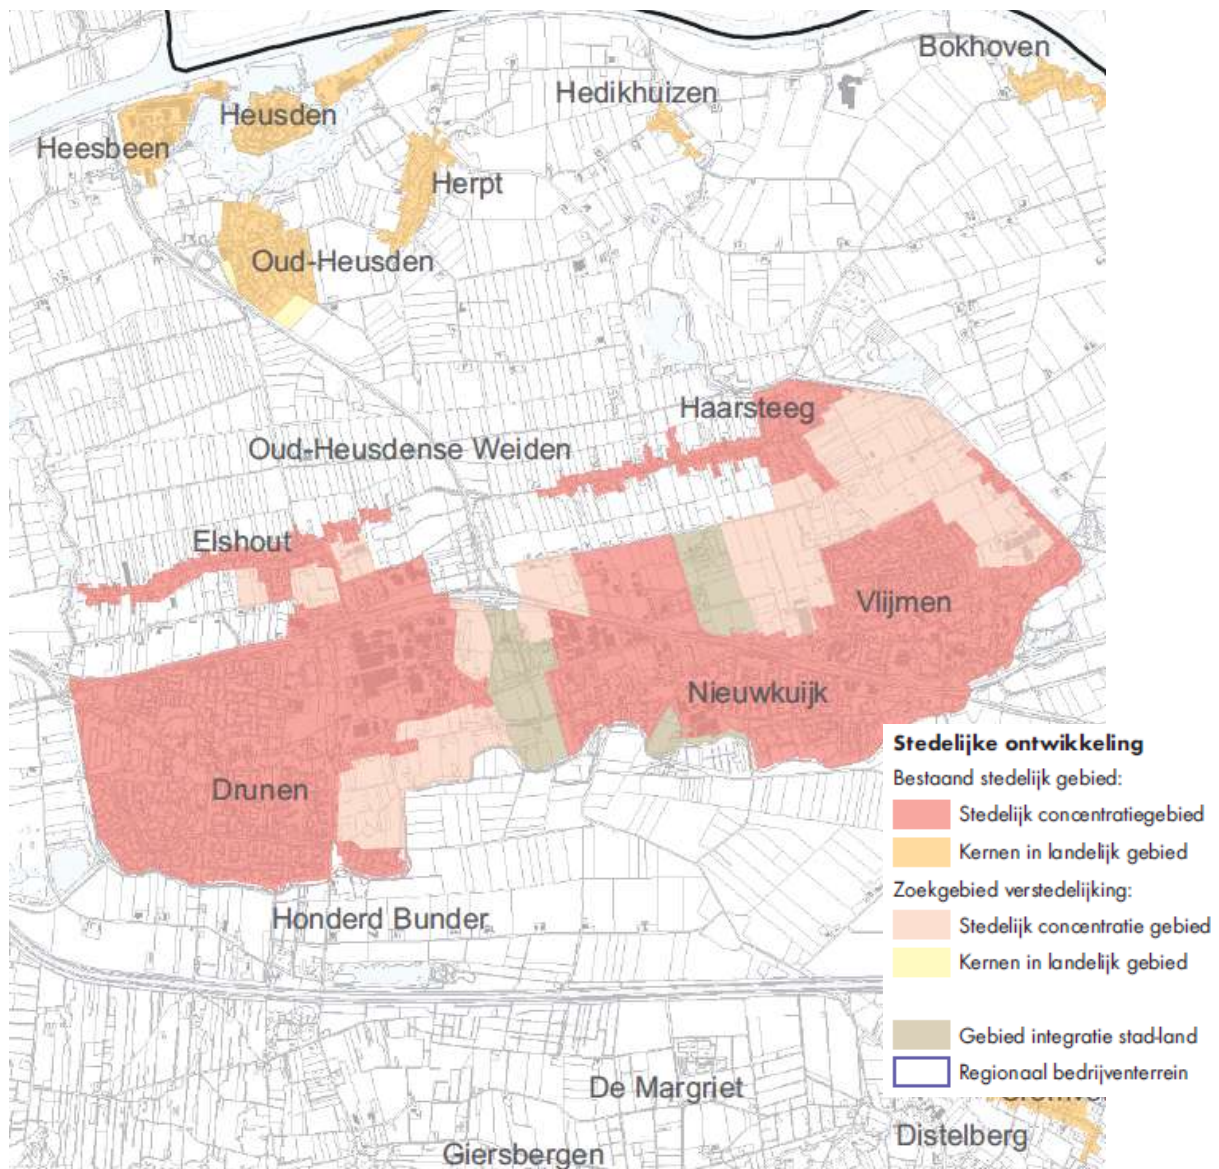 Bokhoven
Hedikhuizen
Heusden
Heesbeen
Herpt
Oud-Heusden
Haarsteeg
Oud-Heusdense Weiden
Elshout
Vlijmen
Nieuwkuijk
Drunen
Honderd Bunder
De Margriet
Distelberg
Giersbergen
Stedelijke ontwikkeling
Bestaand stedelijk gebied:
Stedelijk concentratiegebied
Kernen in landelijk gebied
Zoekgebied verstedelijking:
Stedelijk concentratie gebied
Kernen in landelijk gebied
Gebied integratie stad-land
Regionaal bedrijventerrein